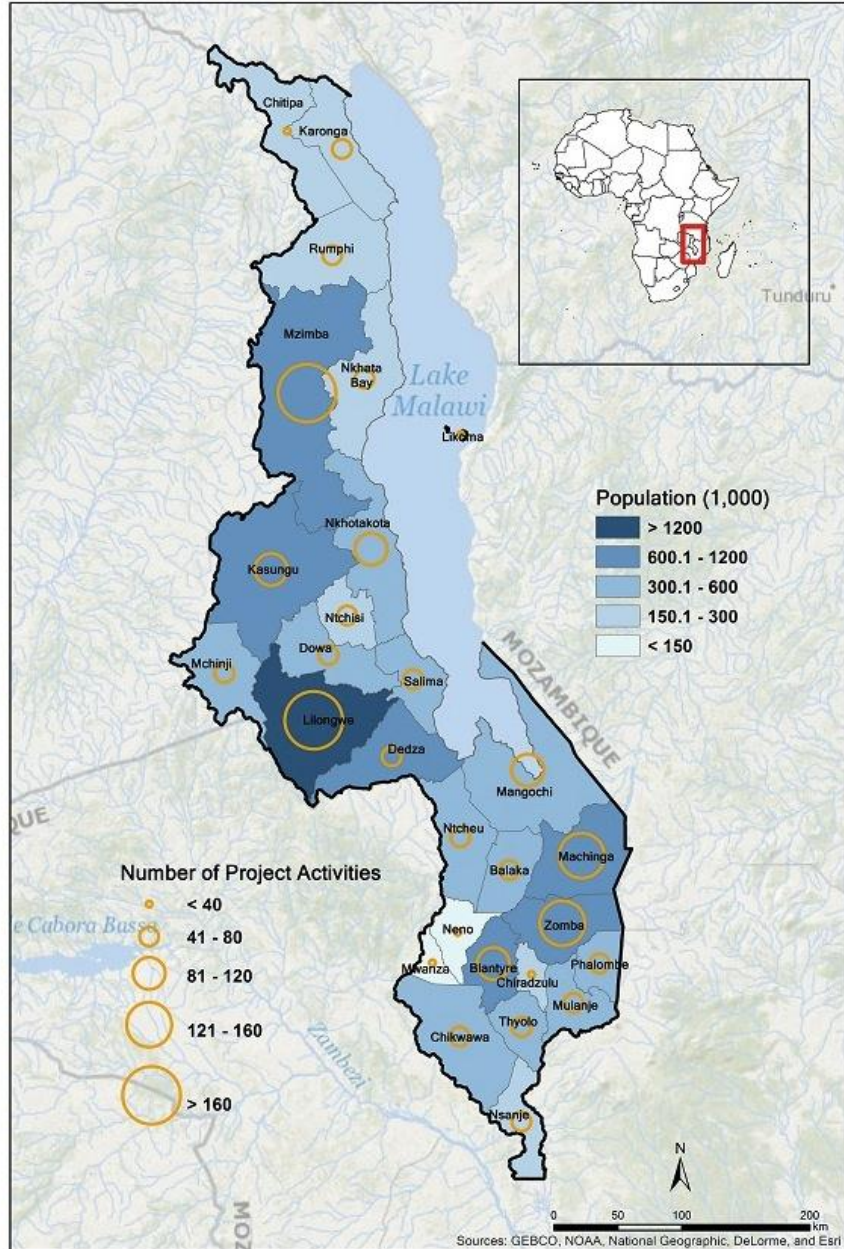 Chitipa
Karonga
Rumphi
Mzimba
Nkhata
Bay
Lake
Malawi
Likoma
Tunduru
Nkhotakota
Kasungu
Ntchisi
Dowa
Mchinji
Salima
Lilongwe
Dedza
MOZAMBIQUE
Mangochi
Ntcheu
Machinga
Balaka
Zomba
Neno
Blantyre
Phalombe
Mwanza
Chiradzulu
Mulanje
Thyolo
Chikwawa
Nsanje
Population (1,000)
> 1200
600.1 - 1200
300.1 - 600
150.1 - 300
< 150
QUE
Number of Project Activities
< 40
41 - 80
81 - 120
121 - 160
> 160
Cabora Bassa
Zambezi
MOZ
N
0 50 100 200
km
Sources: GEBCO, NOAA, National Geographic, DeLorme, and Esri